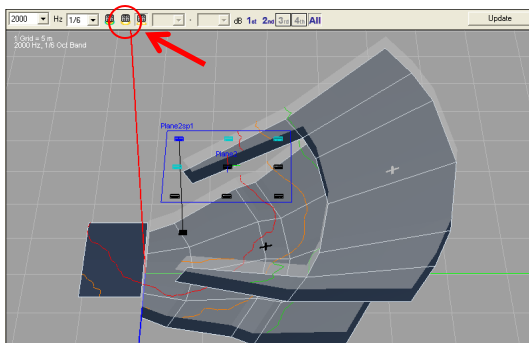 2000 Hz 1/6 - dB 1st 2nd 3rd 4th All Update
1 Grid = 5 m
2000 Hz, 1/6 Oct Band
Plane2sp1
Plane2